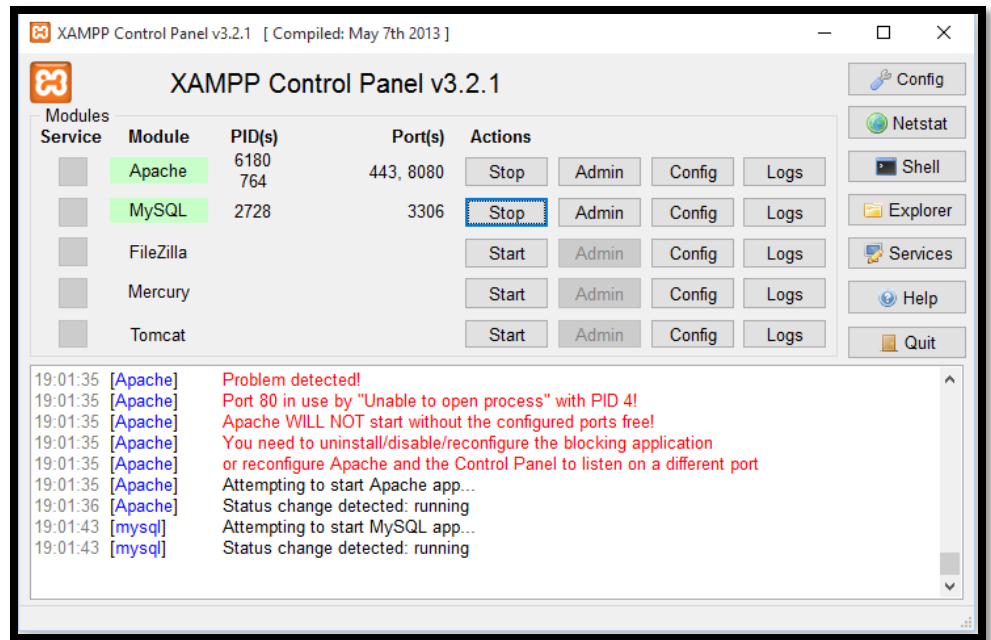 XAMPP Control Panel v3.2.1 [ Compiled: May 7th 2013 ]
XAMPP Control Panel v3.2.1
Config
Modules
Service Module PID(s) Port(s) Actions
Netstat
Apache 6180 764 443, 8080 Stop Admin Config Logs
Shell
MySQL 2728 3306 Stop Admin Config Logs
Explorer
FileZilla Start Admin Config Logs
Services
Mercury Start Admin Config Logs
Help
Tomcat Start Admin Config Logs
Quit
19:01:35 [Apache] Problem detected!
19:01:35 [Apache] Port 80 in use by "Unable to open process" with PID 4!
19:01:35 [Apache] Apache WILL NOT start without the configured ports free!
19:01:35 [Apache] You need to uninstall/disable/reconfigure the blocking application
19:01:35 [Apache] or reconfigure Apache and the Control Panel to listen on a different port
19:01:35 [Apache] Attempting to start Apache app...
19:01:36 [Apache] Status change detected: running
19:01:43 [mysql] Attempting to start MySQL app...
19:01:43 [mysql] Status change detected: running